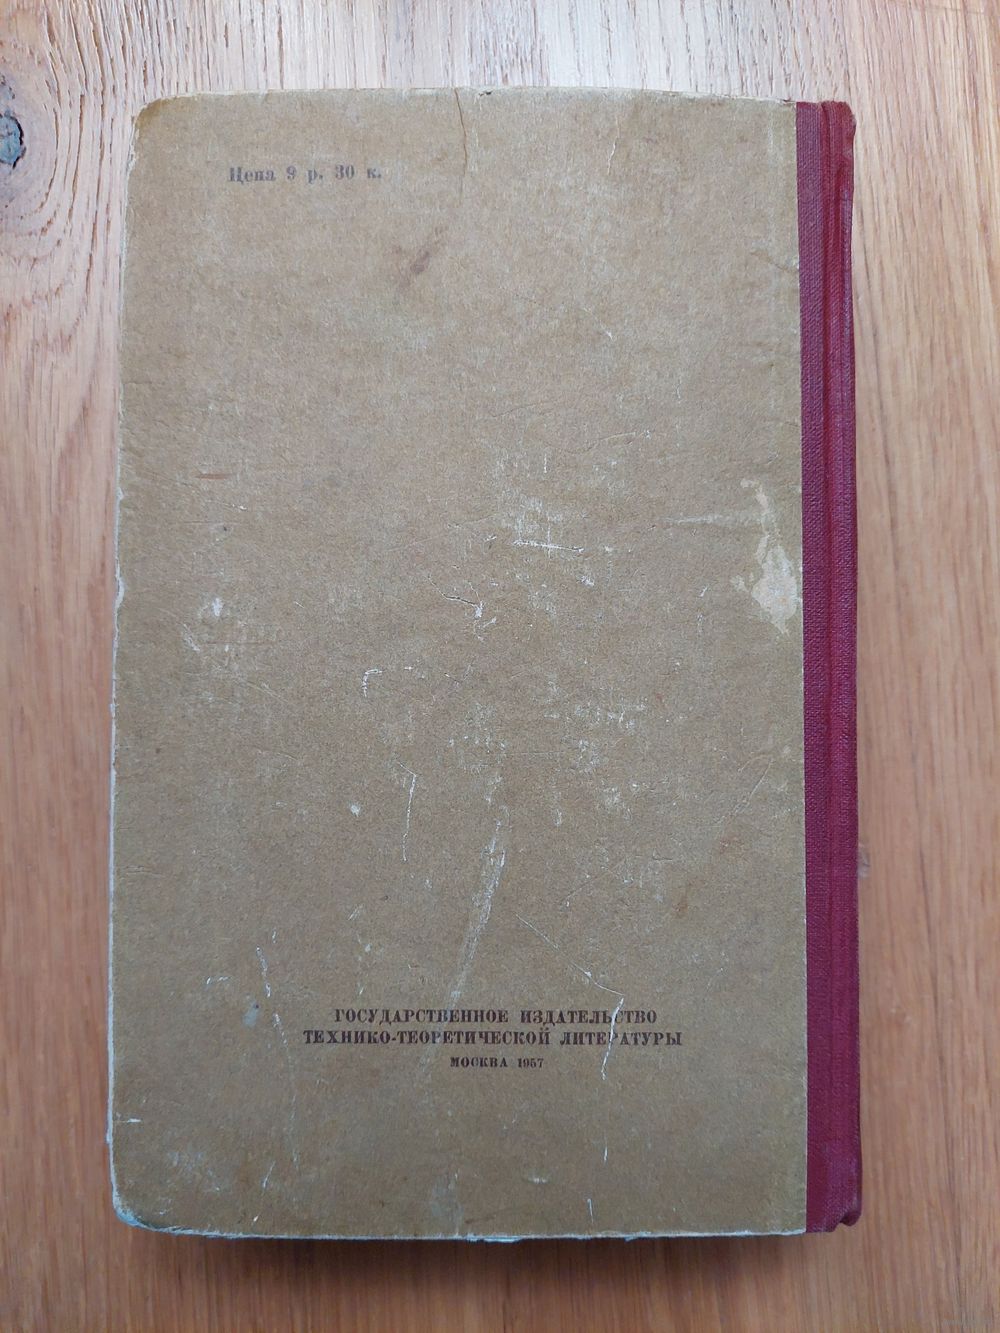 Цена 9 р. 30 к.
ГОСУДАРСТВЕННОЕ ИЗДАТЕЛЬСТВО
ТЕХНИКО-ТЕОРЕТИЧЕСКОЙ ЛИТЕРАТУРЫ
МОСКВА 1957